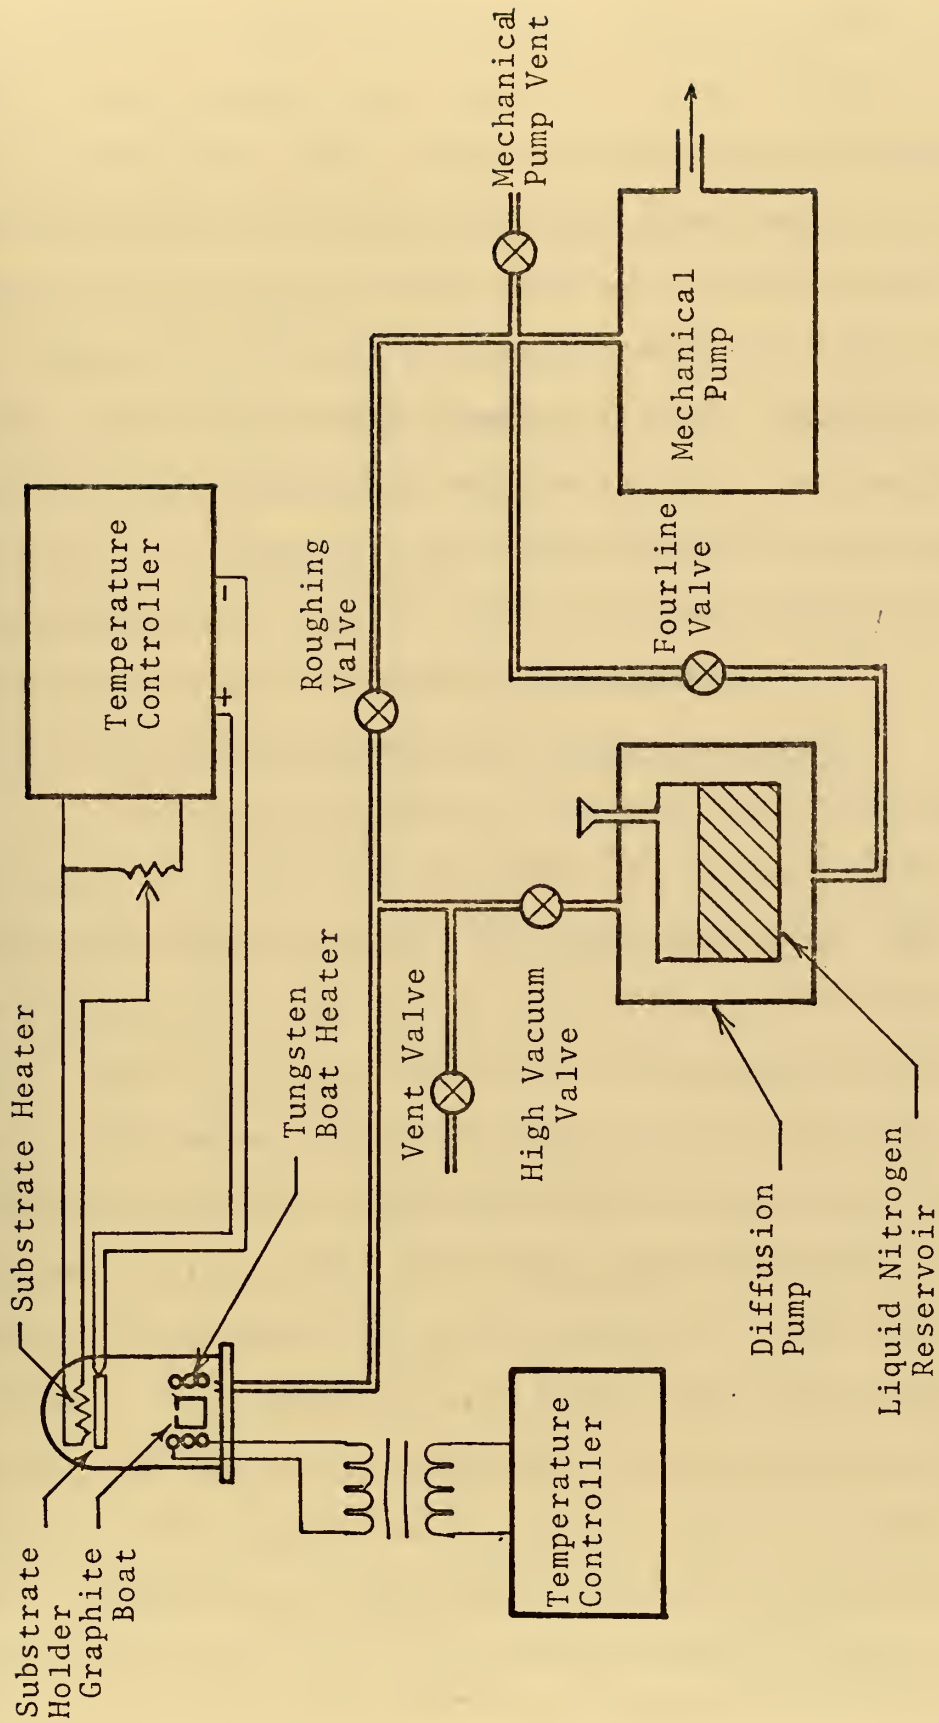 Substrate
Holder
Graphite
Boat
Substrate Heater
Temperature
Controller
+
-
Tungsten
Boat Heater
Roughing
Valve
Mechanical
Pump Vent
Vent Valve
High Vacuum
Valve
Fourline
Valve
Mechanical
Pump
Temperature
Controller
Diffusion
Pump
Liquid Nitrogen
Reservoir